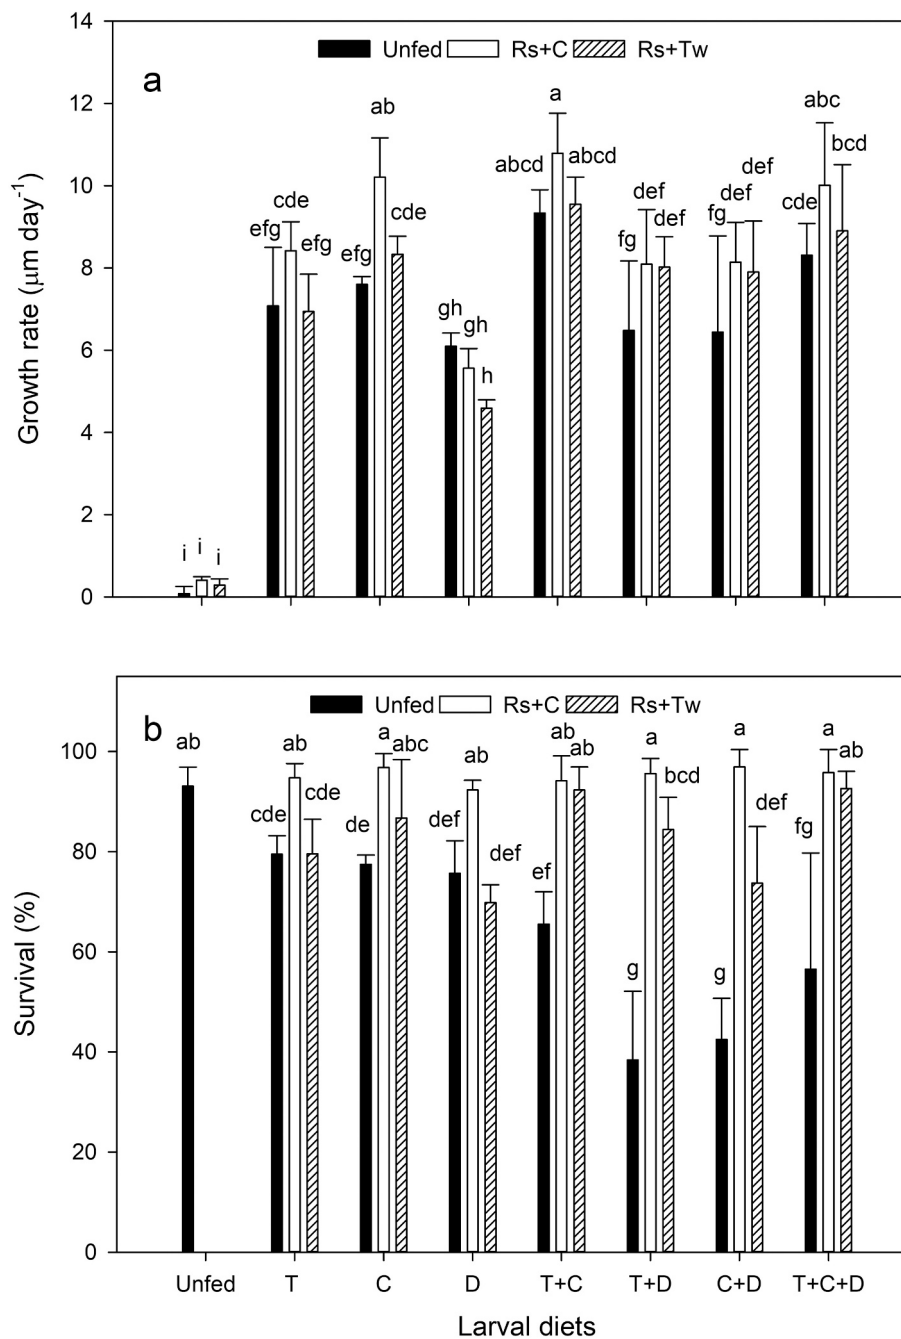 14
Unfed Rs+C Rs+Tw
a
12
10
8
6
4
2
0
Growth rate (μm day-1)
i i i
efg cde efg
efg ab cde
gh gh h
abcd a abcd
fg def def
fg def def
cde abc bcd
Unfed Rs+C Rs+Tw
b
100
80
60
40
20
0
Survival (%)
ab
cde ab cde
de a abc
def ab def
ef ab ab
g a bcd
g a def
fg a ab
Unfed T C D T+C T+D C+D T+C+D
Larval diets